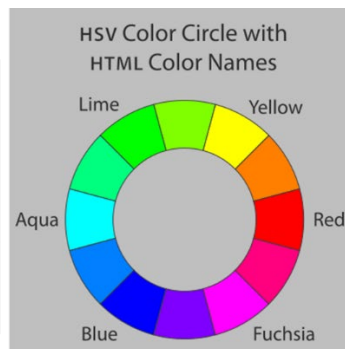 HSV Color Circle with
HTML Color Names
Lime
Yellow
Aqua
Red
Blue
Fuchsia